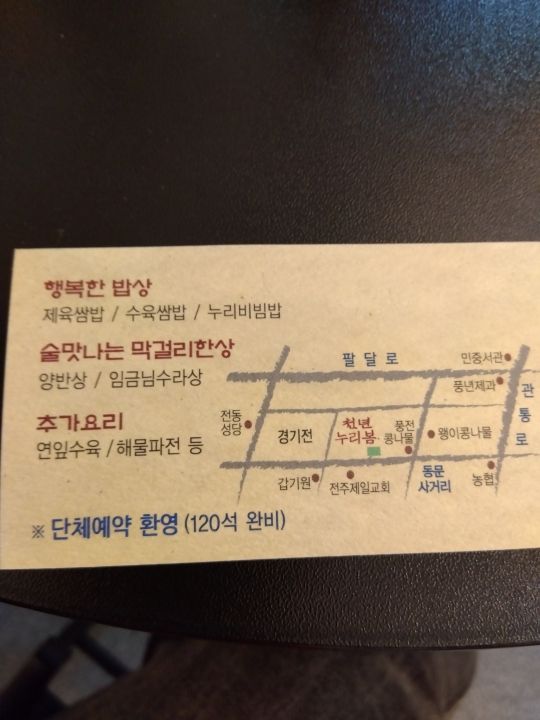 행복한 밥상
제육쌈밥 / 수육쌈밥 / 누리비빔밥
술맛나는 막걸리한상
양반상 / 임금님수라상
추가요리
연잎수육 / 해물파전 등
※ 단체예약 환영 (120석 완비)
팔 달 로
민중서관
풍년제과
관
통
로
전동
성당
경기전
천년
누리봄
풍전
콩나물
왱이콩나물
갑기원
전주제일교회
동문
사거리
농협